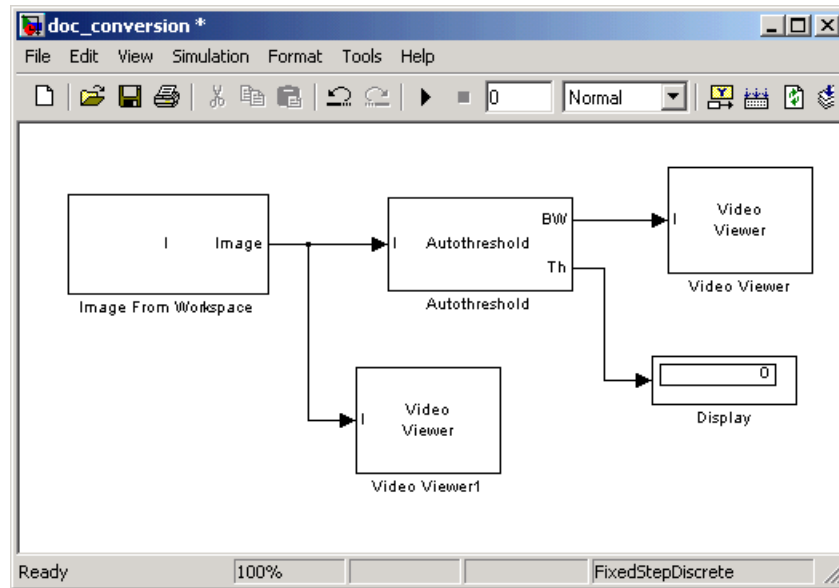 doc_conversion *
File Edit View Simulation Format Tools Help
0 Normal
I Image
Image From Workspace
I Autothreshold BW Th
Autothreshold
I Video Viewer
Video Viewer
I Video Viewer
Video Viewer1
0
Display
Ready 100% FixedStepDiscrete